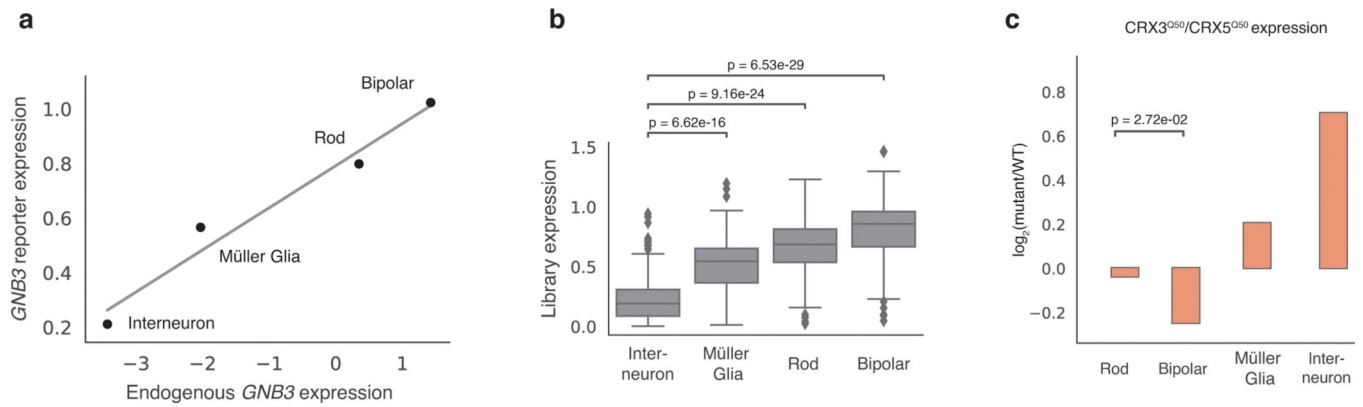 a
GNB3 reporter expression
1.0
0.8
0.6
0.4
0.2
Bipolar
Rod
Müller Glia
Interneuron
−3
−2
−1
0
1
Endogenous GNB3 expression
b
p = 6.53e-29
p = 9.16e-24
p = 6.62e-16
Library expression
1.5
1.0
0.5
0.0
Inter-
neuron
Müller
Glia
Rod
Bipolar
c
CRX3Q50/CRX5Q50 expression
log2(mutant/WT)
0.8
0.6
0.4
0.2
0.0
−0.2
p = 2.72e-02
Rod
Bipolar
Müller
Glia
Inter-
neuron